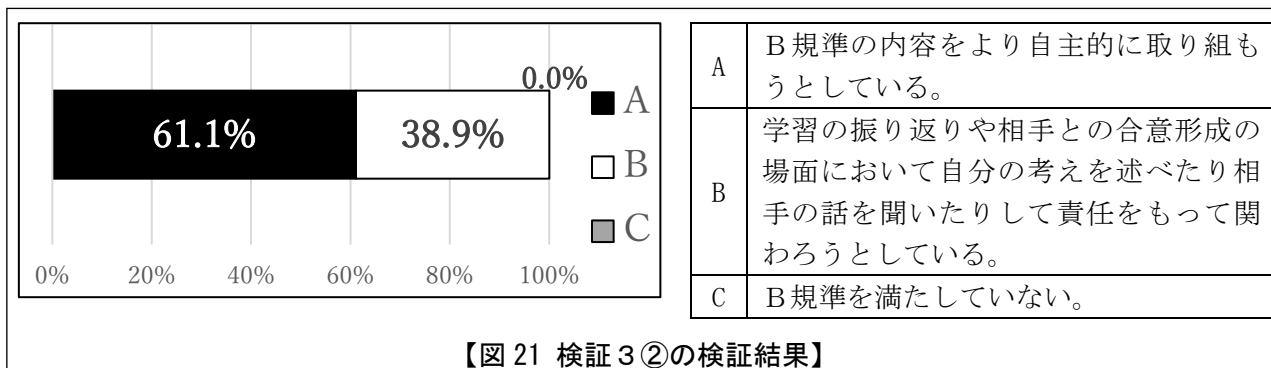 0.0%
61.1%
38.9%
A
B
C
0% 20% 40% 60% 80% 100%
A
B規準の内容をより自主的に取り組も
うとしている。
B
学習の振り返りや相手との合意形成の
場面において自分の考えを述べたり相
手の話を聞いたりして責任をもって関
わろうとしている。
C
B規準を満たしていない。
【図 21 検証３②の検証結果】